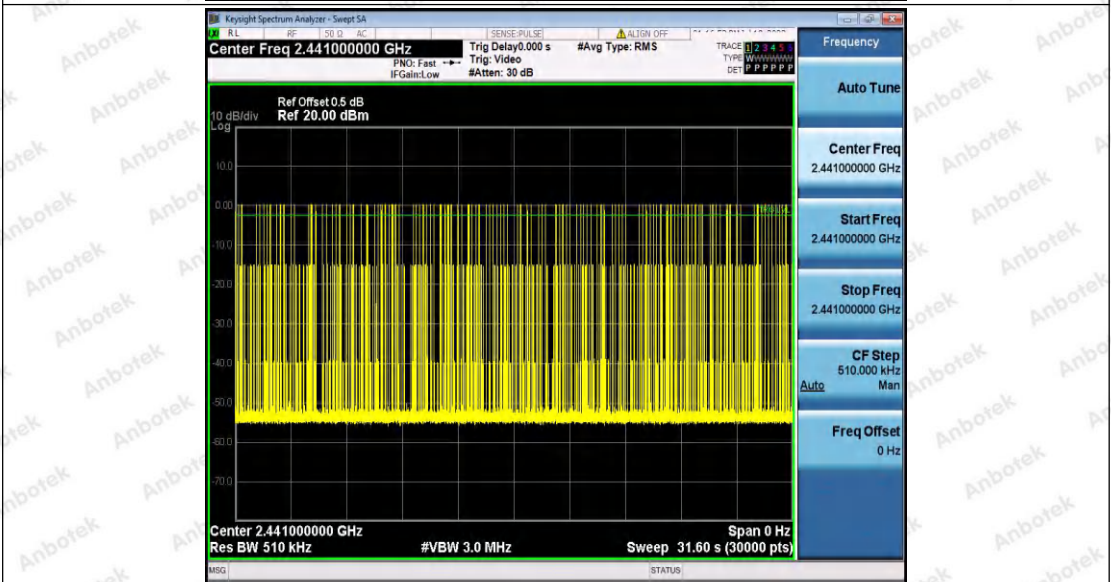 Keysight Spectrum Analyzer - Swept SA
RL RF 50 Ω AC SENSE:PULSE ALIGN OFF
Center Freq 2.441000000 GHz
PNO: Fast
IFGain:Low
Trig Delay0.000 s
Trig: Video
#Atten: 30 dB
#Avg Type: RMS
TRACE 1 2 3 4 5 6
TYPE WWWWWW
DET P P P P P P
Ref Offset 0.5 dB
10 dB/div Ref 20.00 dBm
Log
10.0
0.00
-10.0
-20.0
-30.0
-40.0
-50.0
-60.0
-70.0
Center 2.441000000 GHz
Span 0 Hz
Res BW 510 kHz
#VBW 3.0 MHz
Sweep 31.60 s (30000 pts)
MSG
STATUS
Frequency
Auto Tune
Center Freq
2.441000000 GHz
Start Freq
2.441000000 GHz
Stop Freq
2.441000000 GHz
CF Step
510.000 kHz
Auto Man
Freq Offset
0 Hz
Anbotek